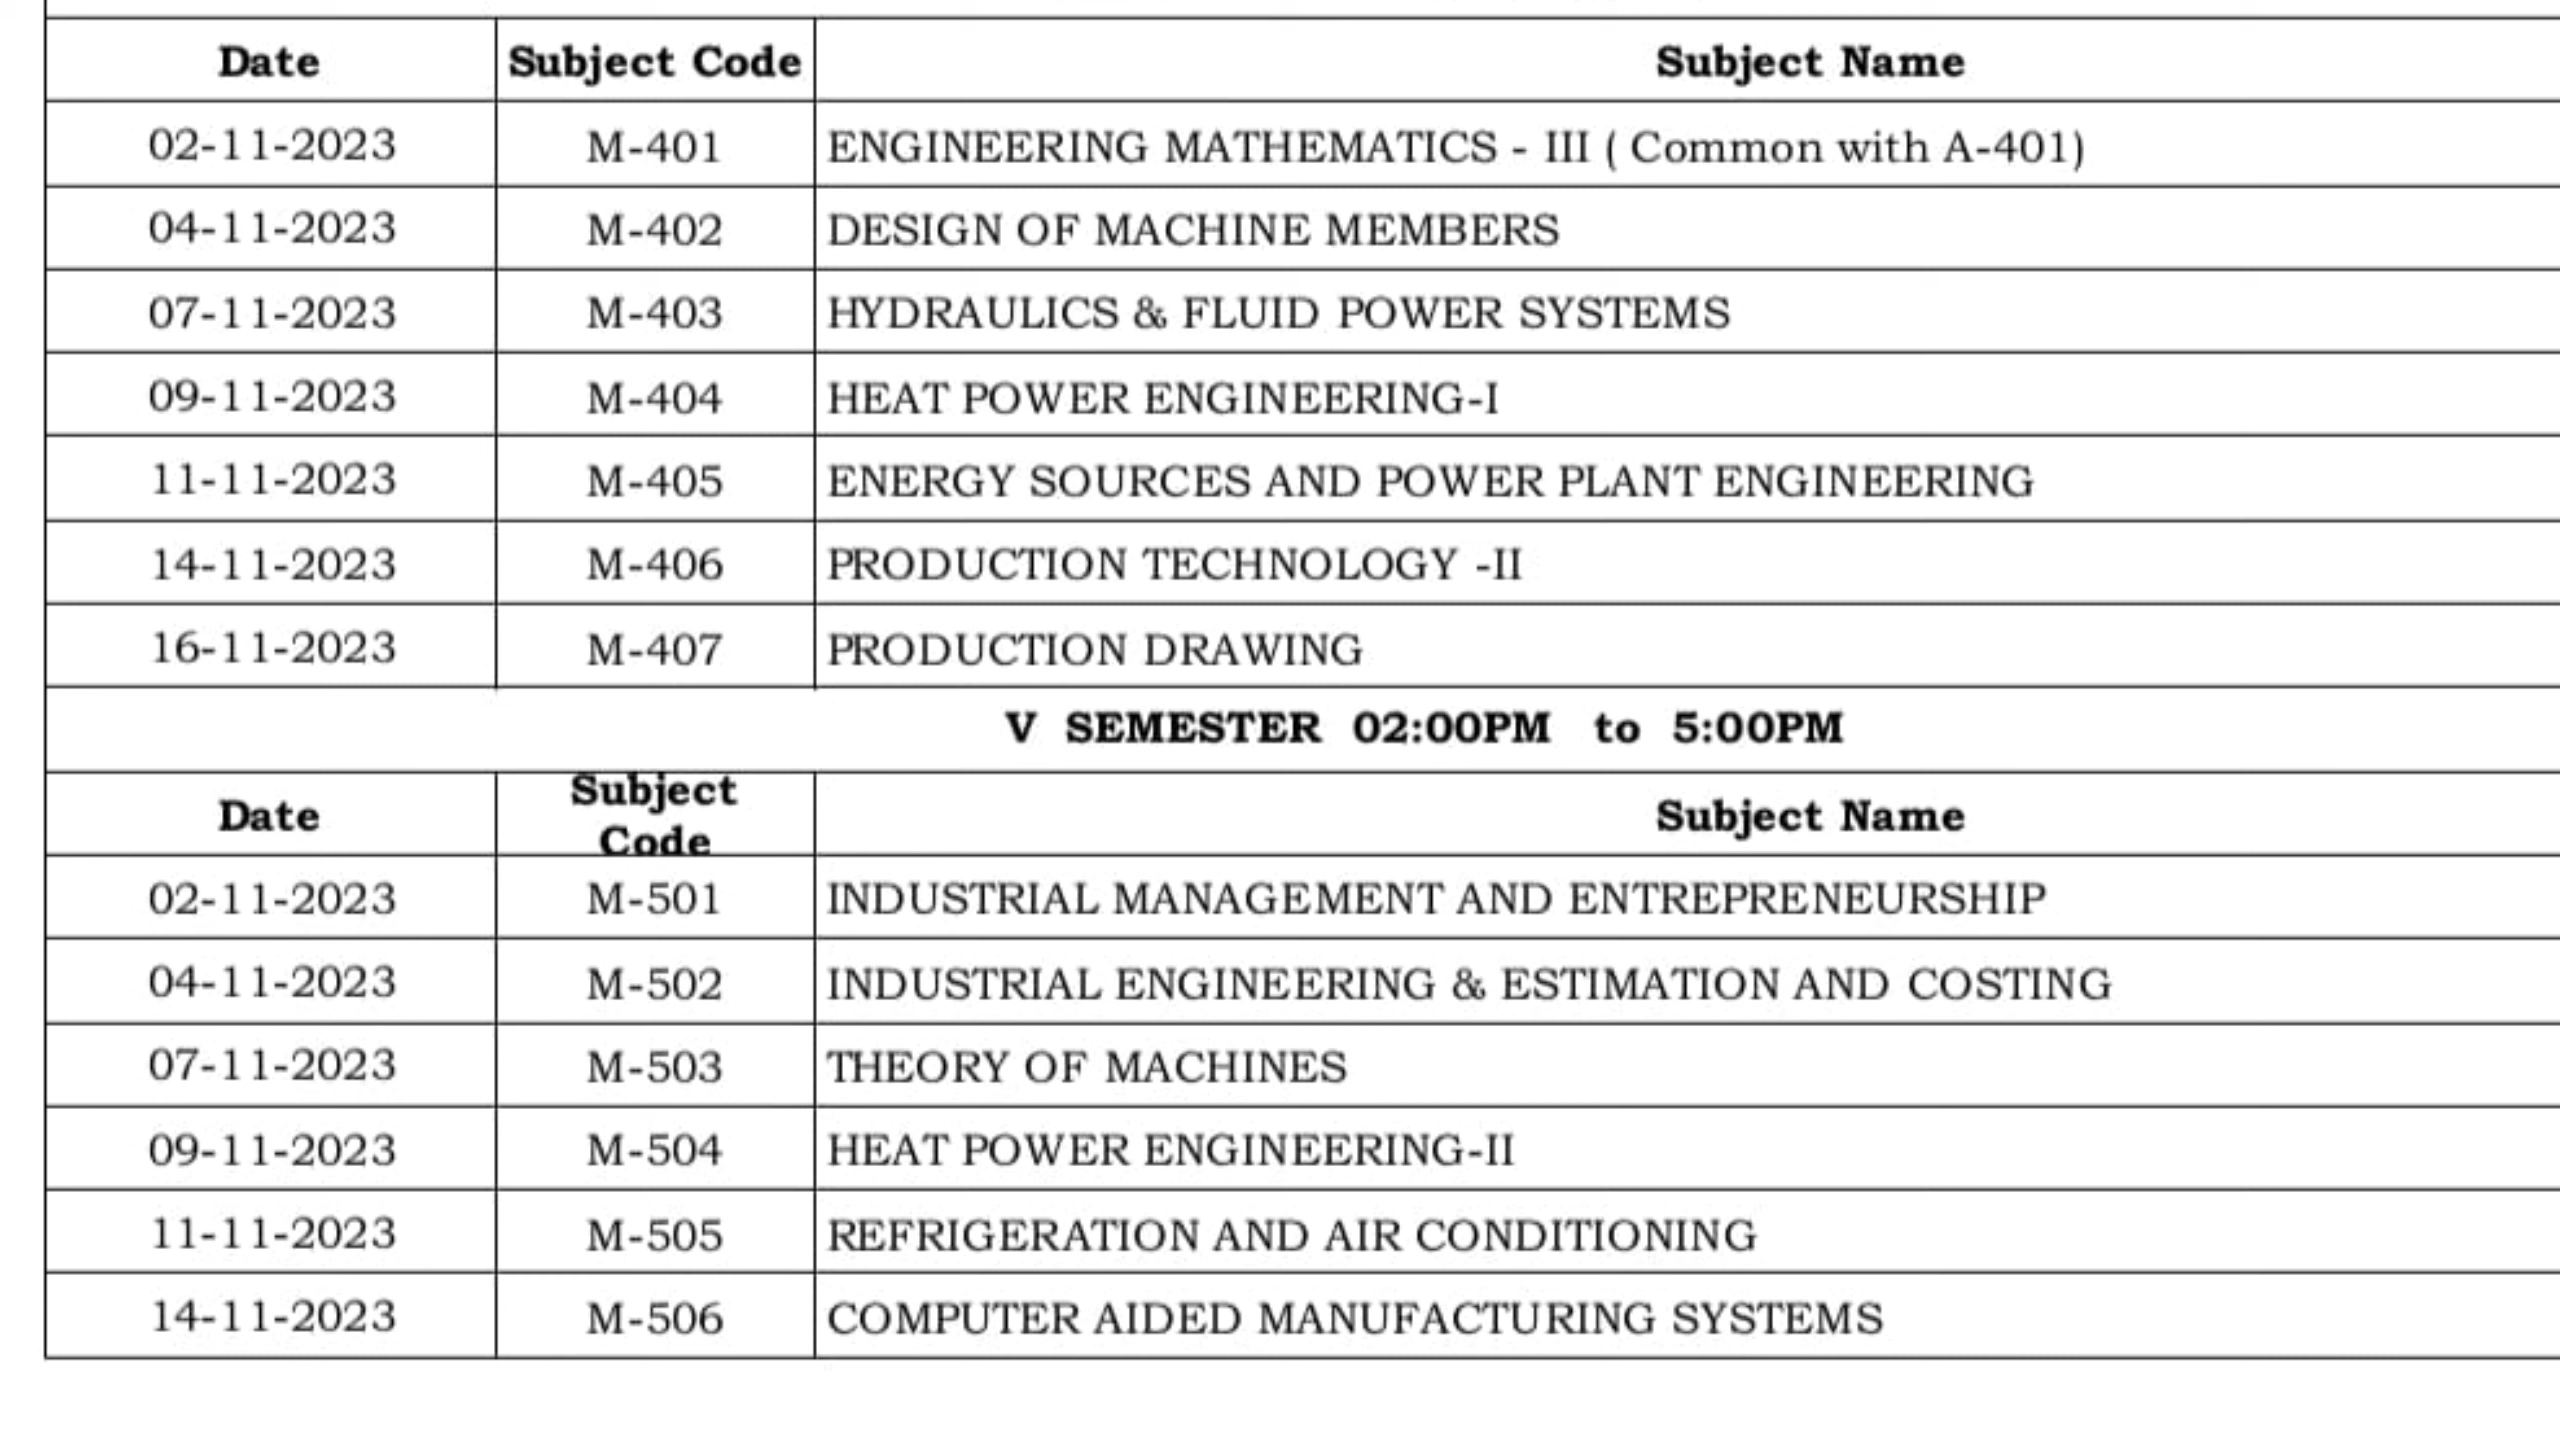 Date Subject Code Subject Name
02-11-2023 M-401 ENGINEERING MATHEMATICS - III ( Common with A-401)
04-11-2023 M-402 DESIGN OF MACHINE MEMBERS
07-11-2023 M-403 HYDRAULICS & FLUID POWER SYSTEMS
09-11-2023 M-404 HEAT POWER ENGINEERING-I
11-11-2023 M-405 ENERGY SOURCES AND POWER PLANT ENGINEERING
14-11-2023 M-406 PRODUCTION TECHNOLOGY -II
16-11-2023 M-407 PRODUCTION DRAWING
V SEMESTER 02:00PM to 5:00PM
Date Subject Code Subject Name
02-11-2023 M-501 INDUSTRIAL MANAGEMENT AND ENTREPRENEURSHIP
04-11-2023 M-502 INDUSTRIAL ENGINEERING & ESTIMATION AND COSTING
07-11-2023 M-503 THEORY OF MACHINES
09-11-2023 M-504 HEAT POWER ENGINEERING-II
11-11-2023 M-505 REFRIGERATION AND AIR CONDITIONING
14-11-2023 M-506 COMPUTER AIDED MANUFACTURING SYSTEMS